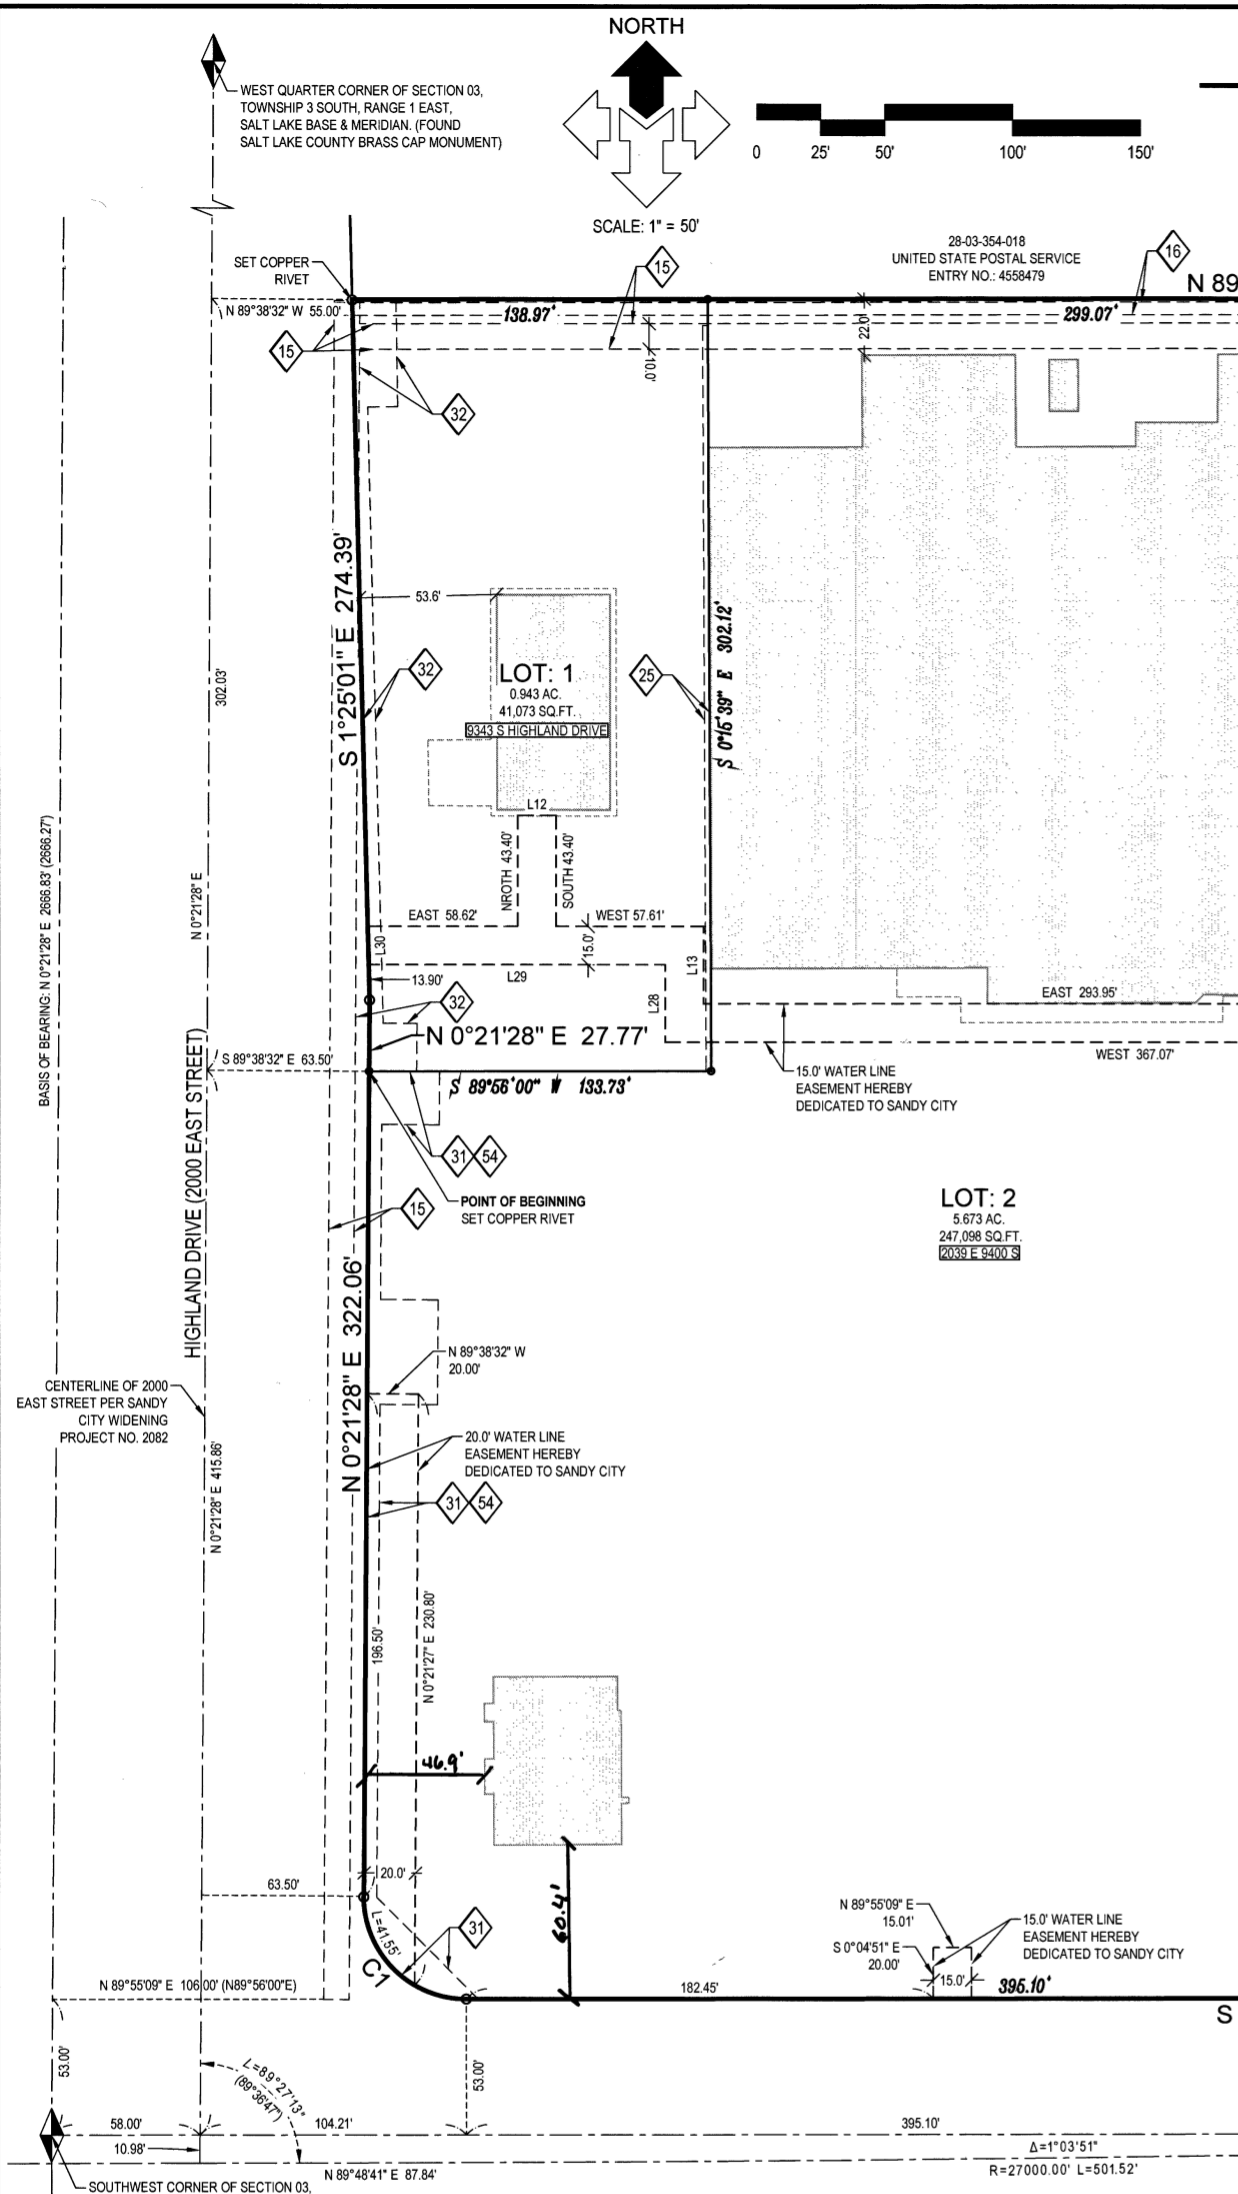 NORTH
WEST QUARTER CORNER OF SECTION 03,
TOWNSHIP 3 SOUTH, RANGE 1 EAST,
SALT LAKE BASE & MERIDIAN. (FOUND
SALT LAKE COUNTY BRASS CAP MONUMENT)
0 25' 50' 100' 150'
SCALE: 1" = 50'
28-03-354-018
UNITED STATE POSTAL SERVICE
ENTRY NO.: 4558479
16
15
SET COPPER
RIVET
N 89
N 89°38'32" W 55.00'
138.97'
299.07'
22.0'
15
10.0'
32
S 1°25'01" E 274.39'
53.6'
302.03'
32
LOT: 1
0.943 AC.
41,073 SQ.FT.
9343 S HIGHLAND DRIVE
25
S 0°15'39" E 302.12'
L12
NROTH 43.40'
SOUTH 43.40'
BASIS OF BEARING: N 0°21'28" E 2666.83' (2666.27')
N 0°21'28" E
EAST 58.62'
WEST 57.61'
L30
15.0'
L13
13.90'
L29
L28
32
EAST 293.95'
N 0°21'28" E 27.77'
WEST 367.07'
S 89°38'32" E 63.50'
S 89°56'00" W 133.73'
15.0' WATER LINE
EASEMENT HEREBY
DEDICATED TO SANDY CITY
31 54
HIGHLAND DRIVE (2000 EAST STREET)
15
POINT OF BEGINNING
SET COPPER RIVET
LOT: 2
5.673 AC.
247,098 SQ.FT.
2039 E 9400 S
N 0°21'28" E 322.06'
N 89°38'32" W
20.00'
CENTERLINE OF 2000
EAST STREET PER SANDY
CITY WIDENING
PROJECT NO. 2082
N 0°21'28" E 415.86'
20.0' WATER LINE
EASEMENT HEREBY
DEDICATED TO SANDY CITY
31 54
196.50'
N 0°21'27" E 230.80'
46.9'
20.0'
63.50'
60.4'
L=41.55'
C1
31
N 89°55'09" E
15.01'
S 0°04'51" E
20.00'
15.0'
15.0' WATER LINE
EASEMENT HEREBY
DEDICATED TO SANDY CITY
N 89°55'09" E 106.00' (N89°56'00"E)
182.45'
395.10'
S
53.00'
L=89°27'13"
(89°36'47")
53.00'
58.00'
104.21'
395.10'
10.98'
Δ=1°03'51"
N 89°48'41" E 87.84'
R=27000.00' L=501.52'
SOUTHWEST CORNER OF SECTION 03,